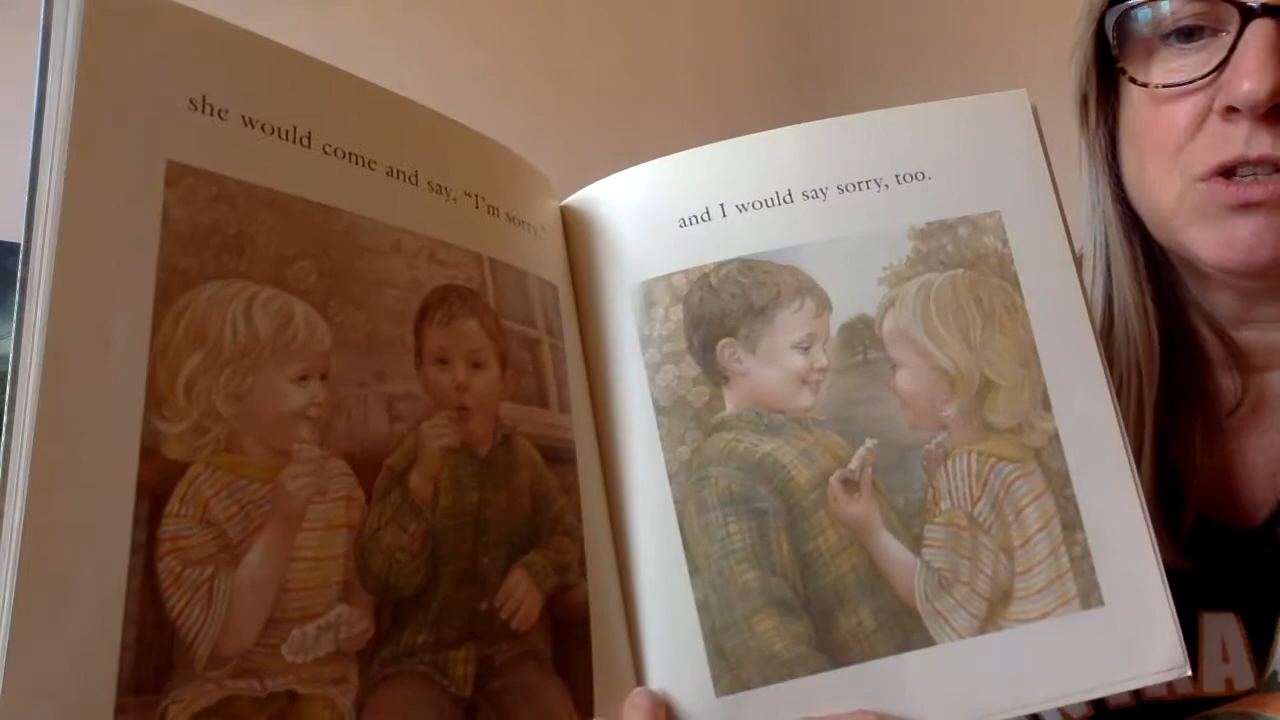 she would come and say, "I'm sorry."
and I would say sorry, too.